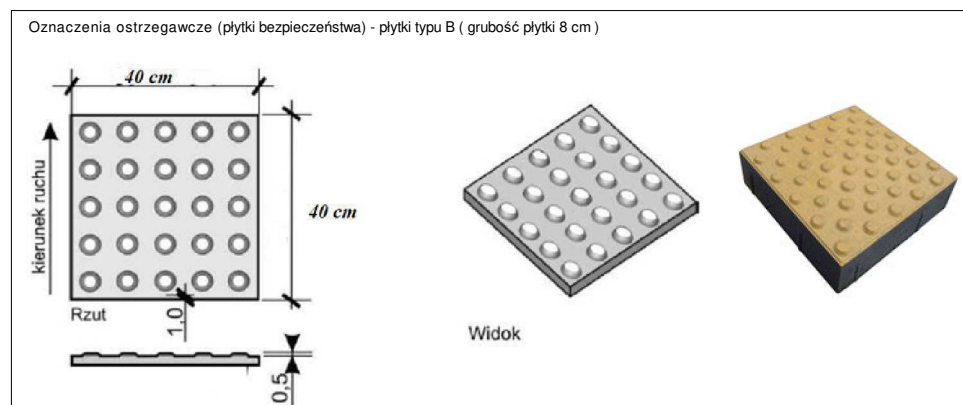 Oznaczenia ostrzegawcze (płytki bezpieczeństwa) - płytki typu B ( grubość płytki 8 cm )
40 cm
kierunek ruchu
40 cm
Rzut
1,0
Widok
0,5